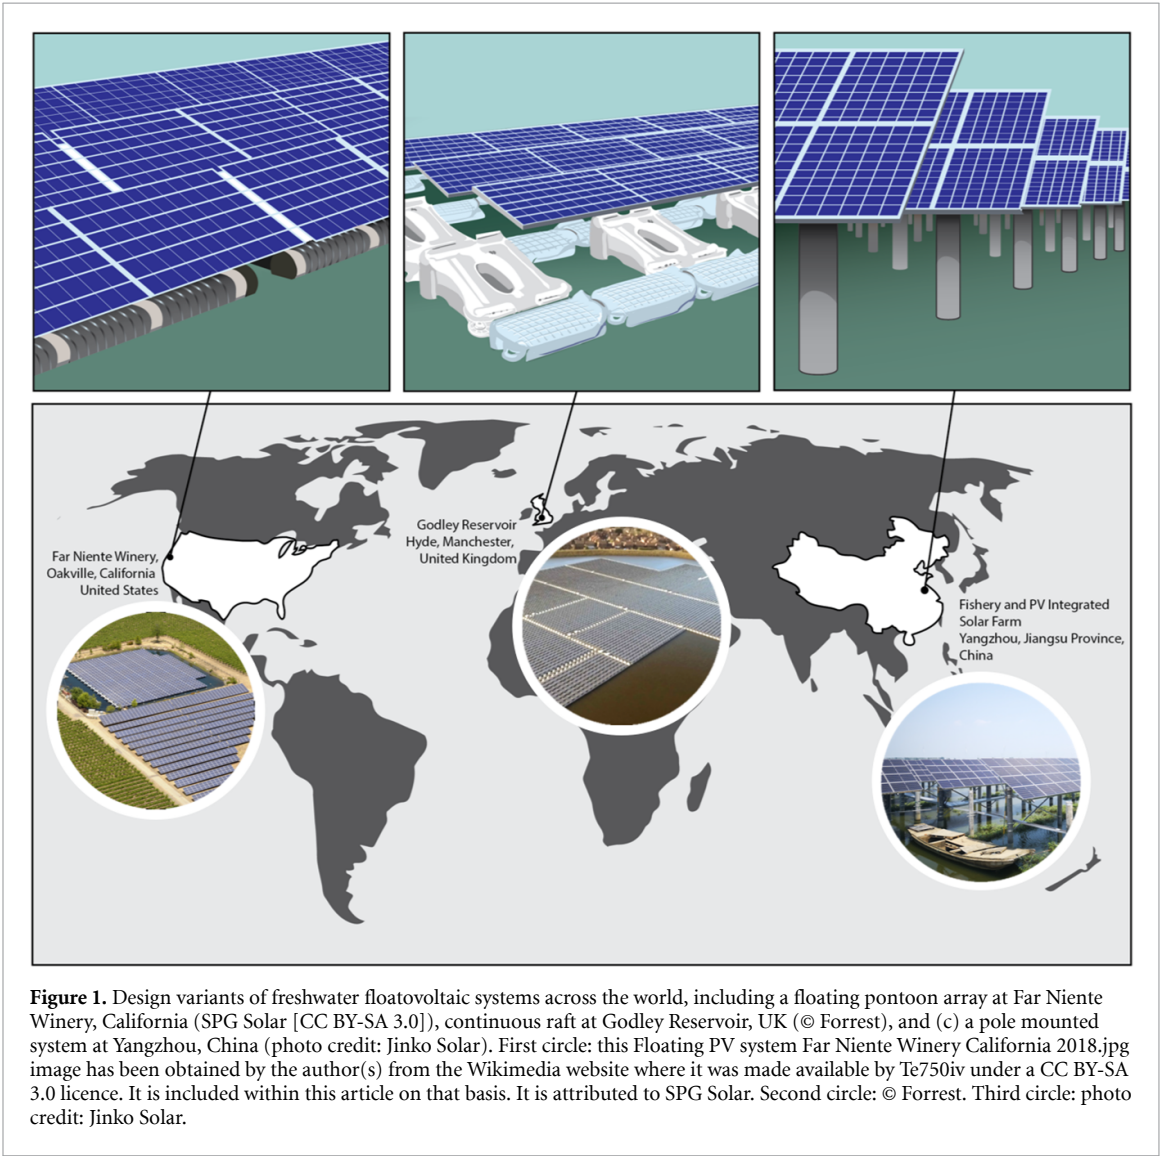 Far Niente Winery,
Oakville, California
United States
Godley Reservoir
Hyde, Manchester,
United Kingdom
Fishery and PV Integrated
Solar Farm
Yangzhou, Jiangsu Province,
China
Figure 1. Design variants of freshwater floatovoltaic systems across the world, including a floating pontoon array at Far Niente
Winery, California (SPG Solar [CC BY-SA 3.0]), continuous raft at Godley Reservoir, UK (© Forrest), and (c) a pole mounted
system at Yangzhou, China (photo credit: Jinko Solar). First circle: this Floating PV system Far Niente Winery California 2018.jpg
image has been obtained by the author(s) from the Wikimedia website where it was made available by Te750iv under a CC BY-SA
3.0 licence. It is included within this article on that basis. It is attributed to SPG Solar. Second circle: © Forrest. Third circle: photo
credit: Jinko Solar.